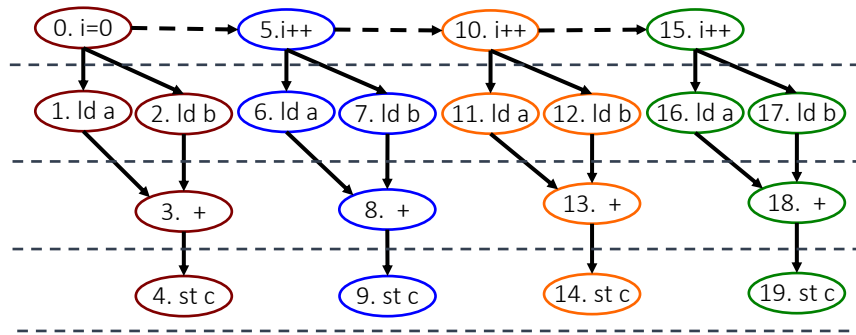 0. i=0
5.i++
10. i++
15. i++
1. ld a
2. ld b
6. ld a
7. ld b
11. ld a
12. ld b
16. ld a
17. ld b
3. +
8. +
13. +
18. +
4. st c
9. st c
14. st c
19. st c